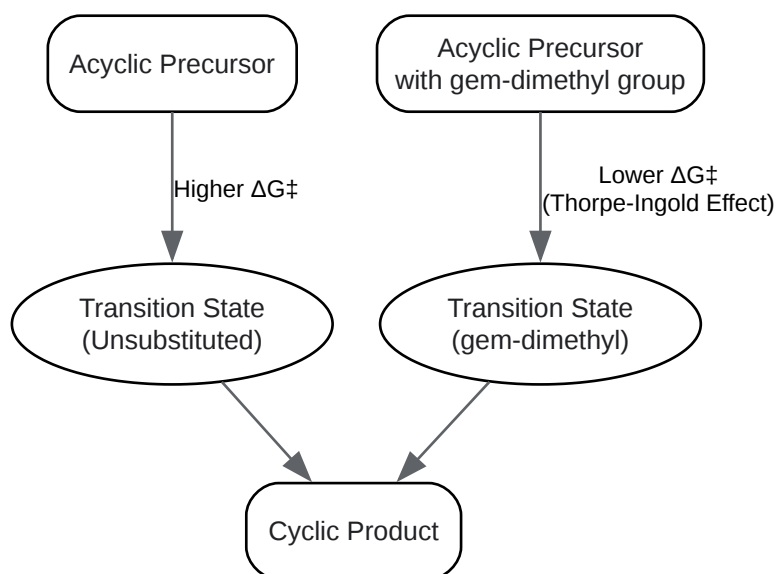 Acyclic Precursor
Acyclic Precursor
with gem-dimethyl group
Higher ΔG‡
Lower ΔG‡
(Thorpe-Ingold Effect)
Transition State
(Unsubstituted)
Transition State
(gem-dimethyl)
Cyclic Product